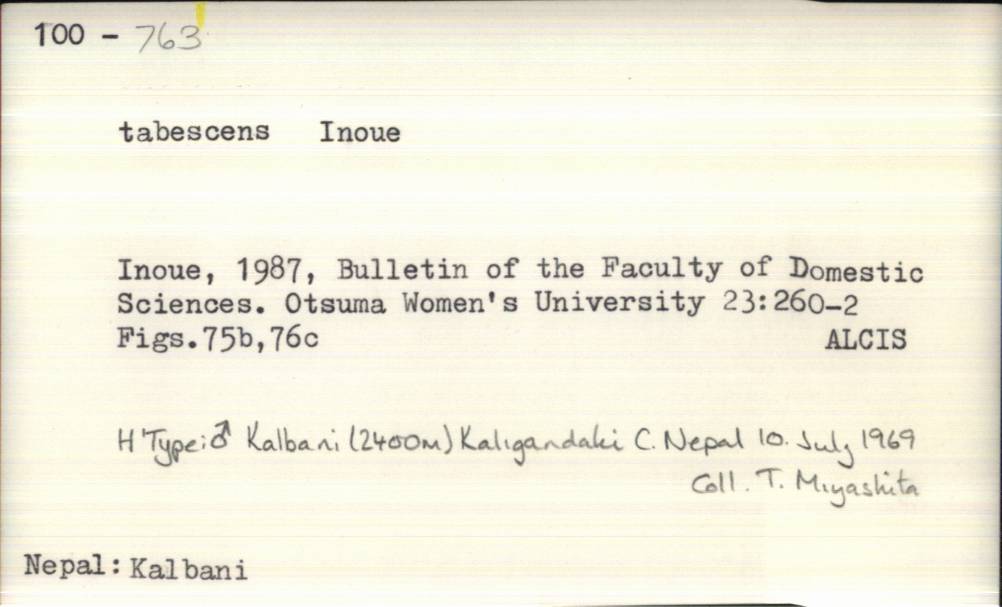 100 - 763
tabescens Inoue
Inoue, 1987, Bulletin of the Faculty of Domestic
Sciences. Otsuma Women's University 23:260-2
Figs.75b,76c ALCIS
H'Type:♂ Kalbani (2400m) Kaligandaki C. Nepal 10. July 1969
Coll. T. Miyashita
Nepal: Kalbani